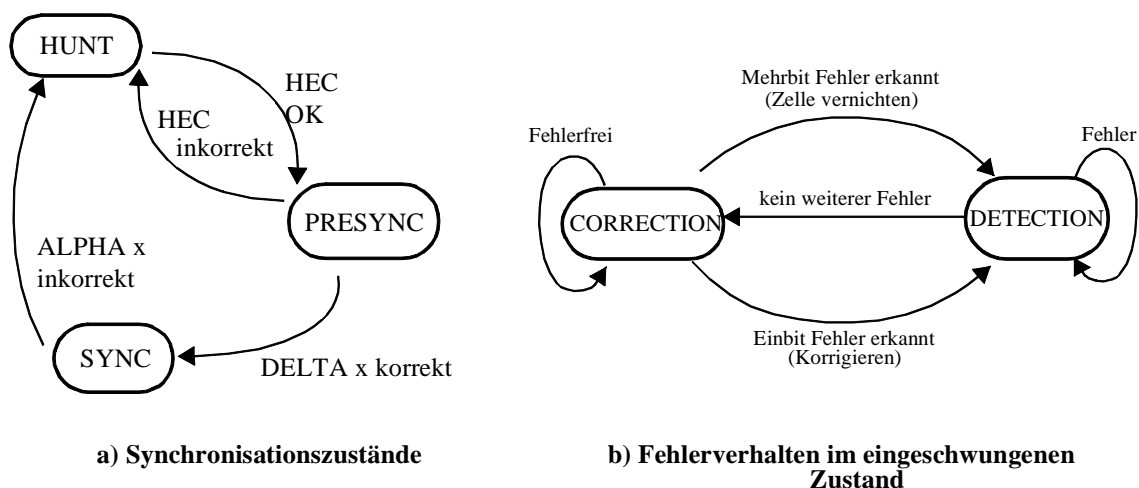 HUNT
HEC
OK
HEC
inkorrekt
PRESYNC
ALPHA x
inkorrekt
SYNC
DELTA x korrekt
a) Synchronisationszustände
Mehrbit Fehler erkannt
(Zelle vernichten)
Fehlerfrei
Fehler
kein weiterer Fehler
CORRECTION
DETECTION
Einbit Fehler erkannt
(Korrigieren)
b) Fehlerverhalten im eingeschwungenen
Zustand